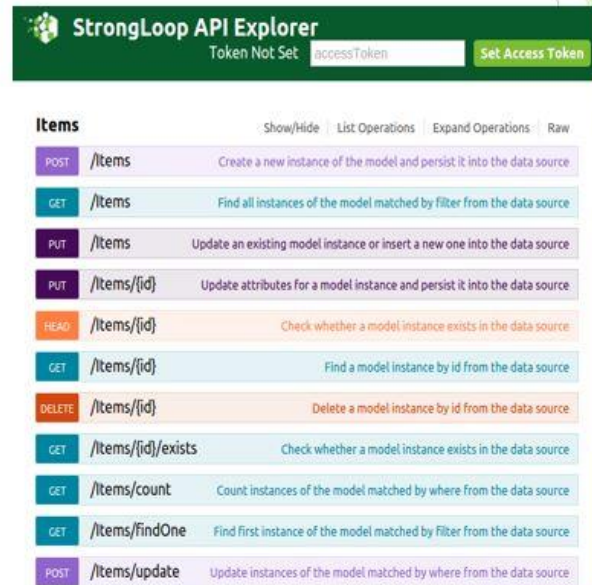 StrongLoop API Explorer
Token Not Set accessToken Set Access Token
Items Show/Hide List Operations Expand Operations Raw
POST /Items Create a new instance of the model and persist it into the data source
GET /Items Find all instances of the model matched by filter from the data source
PUT /Items Update an existing model instance or insert a new one into the data source
PUT /Items/{id} Update attributes for a model instance and persist it into the data source
HEAD /Items/{id} Check whether a model instance exists in the data source
GET /Items/{id} Find a model instance by id from the data source
DELETE /Items/{id} Delete a model instance by id from the data source
GET /Items/{id}/exists Check whether a model instance exists in the data source
GET /Items/count Count instances of the model matched by where from the data source
GET /Items/findOne Find first instance of the model matched by filter from the data source
POST /Items/update Update instances of the model matched by where from the data source